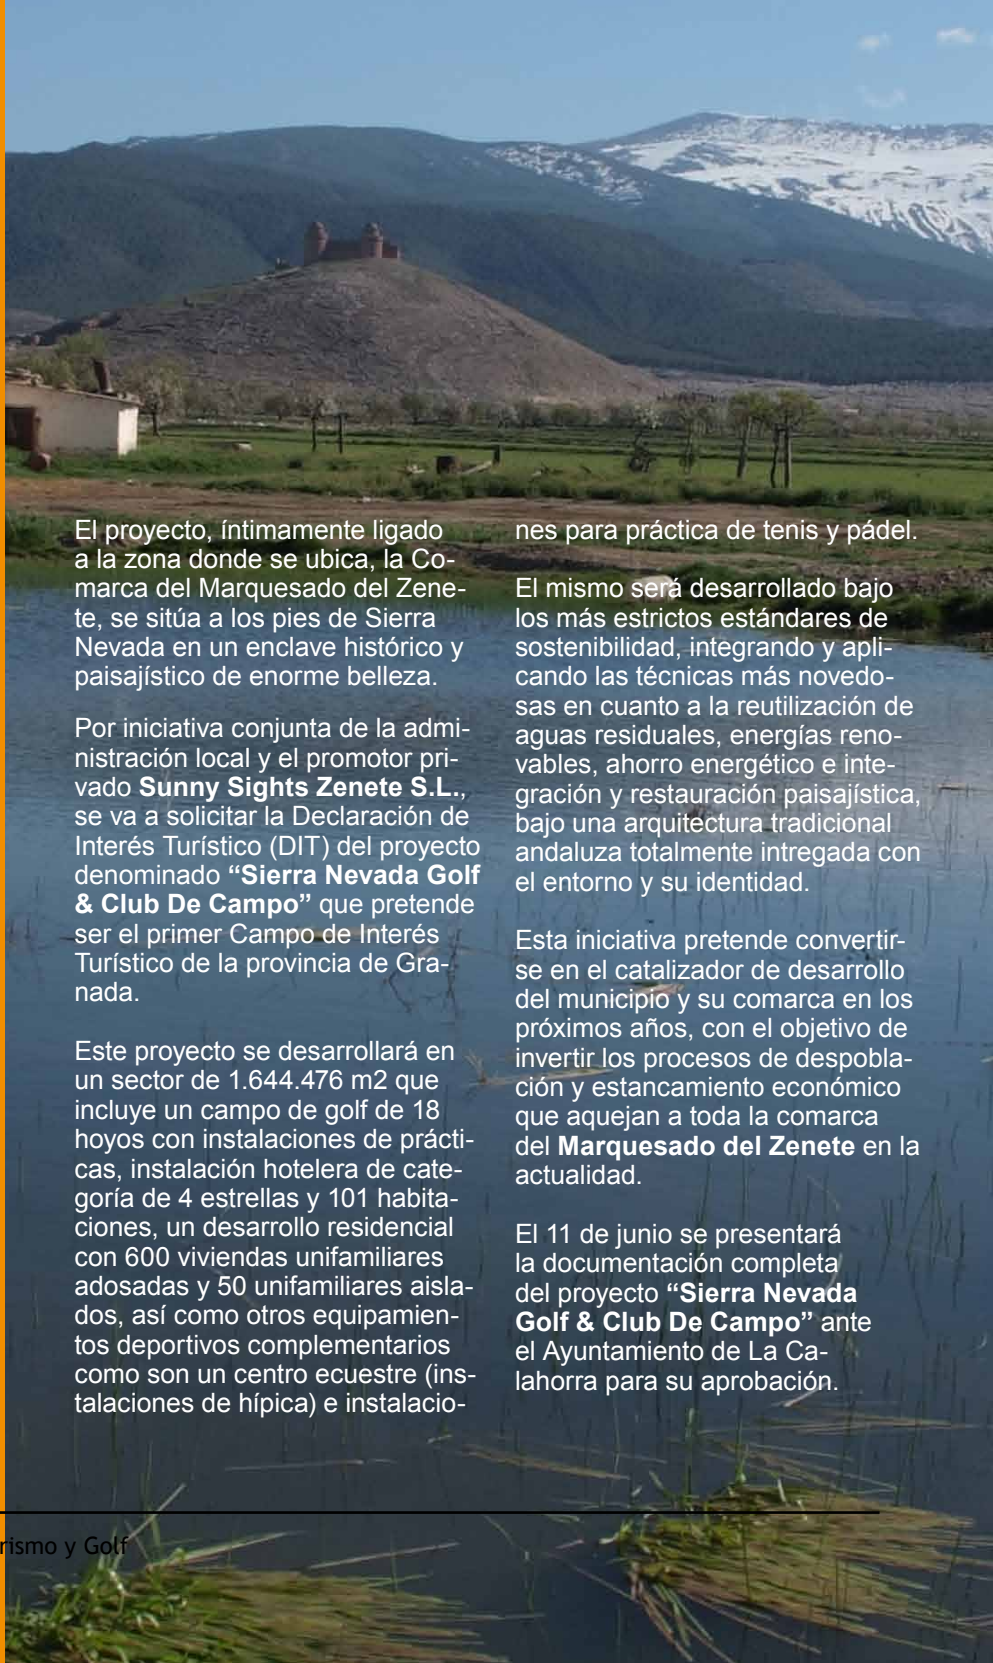 El proyecto, íntimamente ligado
a la zona donde se ubica, la Co-
marca del Marquesado del Zene-
te, se sitúa a los pies de Sierra
Nevada en un enclave histórico y
paisajístico de enorme belleza.
Por iniciativa conjunta de la admi-
nistración local y el promotor pri-
vado Sunny Sights Zenete S.L.,
se va a solicitar la Declaración de
Interés Turístico (DIT) del proyecto
denominado “Sierra Nevada Golf
& Club De Campo” que pretende
ser el primer Campo de Interés
Turístico de la provincia de Gra-
nada.
Este proyecto se desarrollará en
un sector de 1.644.476 m2 que
incluye un campo de golf de 18
hoyos con instalaciones de prácti-
cas, instalación hotelera de cate-
goría de 4 estrellas y 101 habita-
ciones, un desarrollo residencial
con 600 viviendas unifamiliares
adosadas y 50 unifamiliares aisla-
dos, así como otros equipamien-
tos deportivos complementarios
como son un centro ecuestre (ins-
talaciones de hípica) e instalacio-
nes para práctica de tenis y pádel.
El mismo será desarrollado bajo
los más estrictos estándares de
sostenibilidad, integrando y apli-
cando las técnicas más novedo-
sas en cuanto a la reutilización de
aguas residuales, energías reno-
vables, ahorro energético e inte-
gración y restauración paisajística,
bajo una arquitectura tradicional
andaluza totalmente intregada con
el entorno y su identidad.
Esta iniciativa pretende convertir-
se en el catalizador de desarrollo
del municipio y su comarca en los
próximos años, con el objetivo de
invertir los procesos de despobla-
ción y estancamiento económico
que aquejan a toda la comarca
del Marquesado del Zenete en la
actualidad.
El 11 de junio se presentará
la documentación completa
del proyecto “Sierra Nevada
Golf & Club De Campo” ante
el Ayuntamiento de La Ca-
lahorra para su aprobación.
rismo y Golf